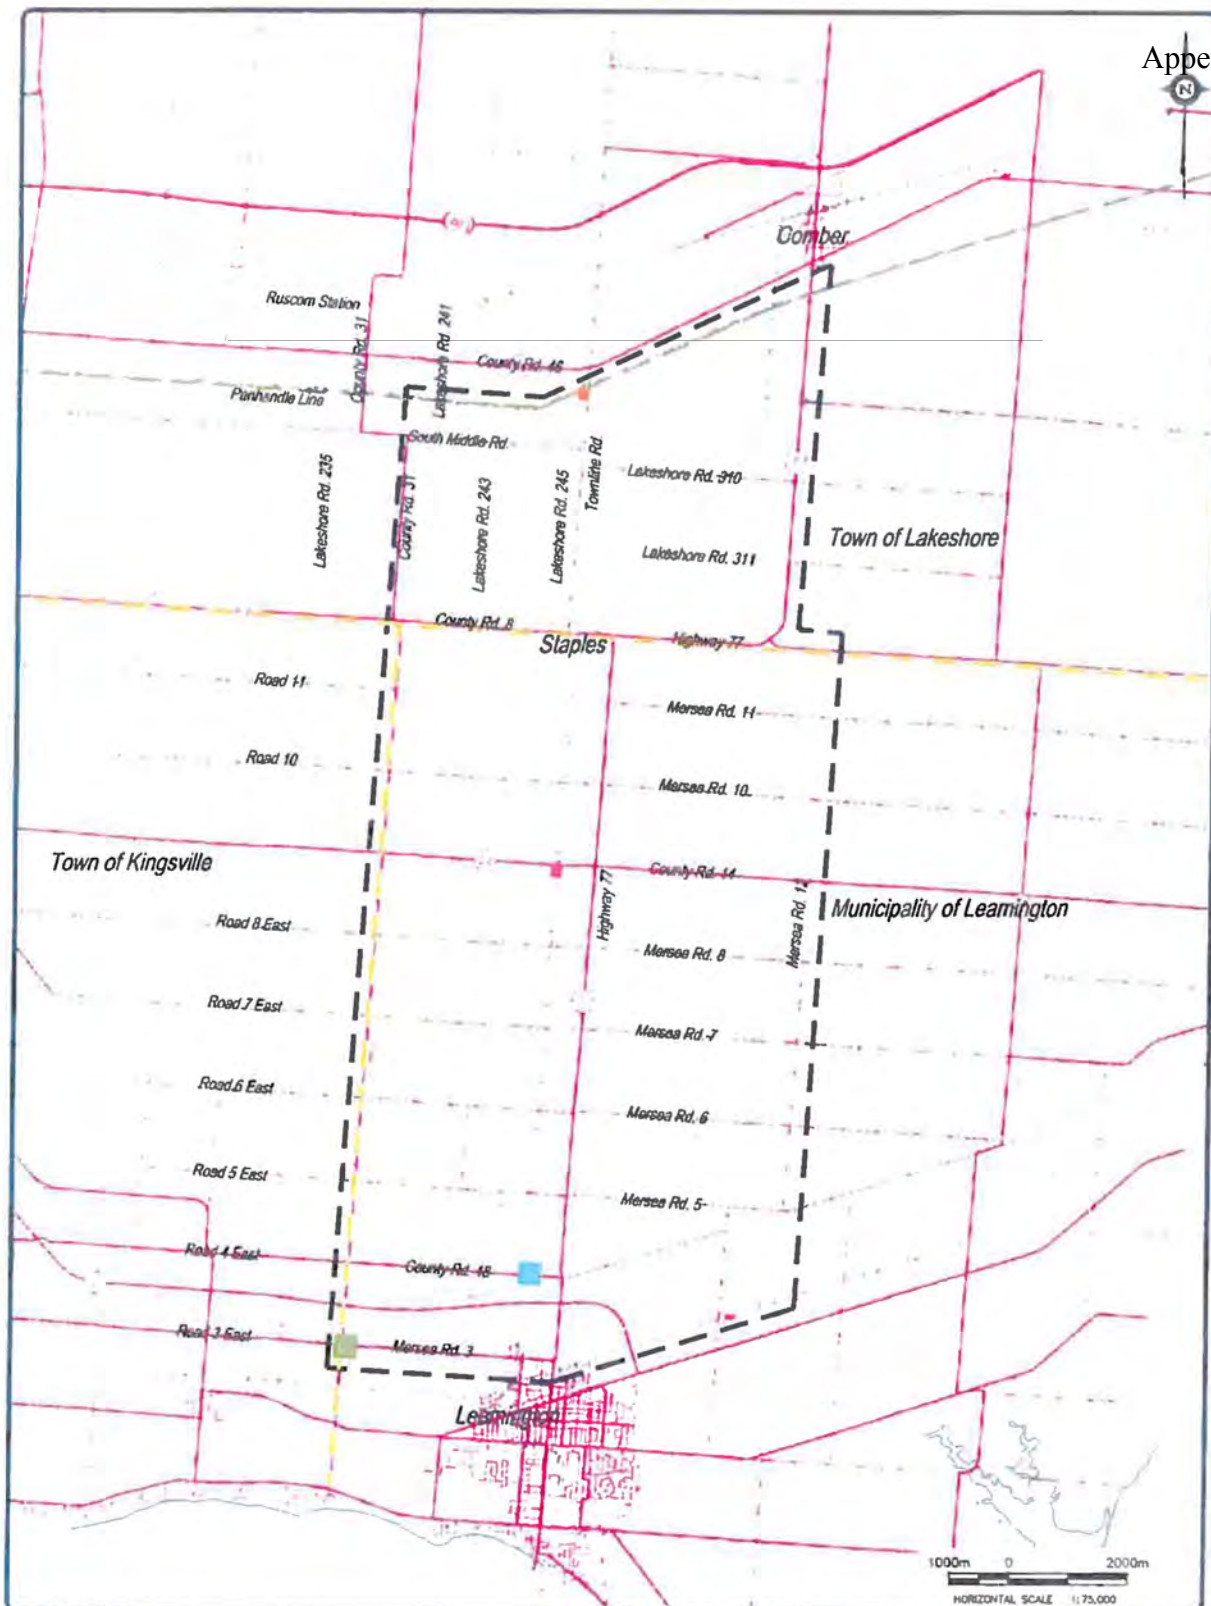 Appe
N
Comber
Ruscom Station
County Rd. 31
Lakeshore Rd. 241
County Rd. 46
Panhandle Line
South Middle Rd.
Lakeshore Rd. 235
County Rd. 31
Lakeshore Rd. 243
Lakeshore Rd. 245
Townline Rd.
Lakeshore Rd. 310
Town of Lakeshore
Lakeshore Rd. 311
County Rd. 8
Staples
Highway 77
Road 11
Mersea Rd. 11
Road 10
Mersea Rd. 10
Town of Kingsville
County Rd. 14
Highway 77
Mersea Rd. 12
Municipality of Leamington
Road 8 East
Mersea Rd. 8
Road 7 East
Mersea Rd. 7
Road 6 East
Mersea Rd. 6
Road 5 East
Mersea Rd. 5
Road 4 East
County Rd. 18
Road 3 East
Mersea Rd. 3
Leamington
1000m 0 2000m
HORIZONTAL SCALE 1:75,000